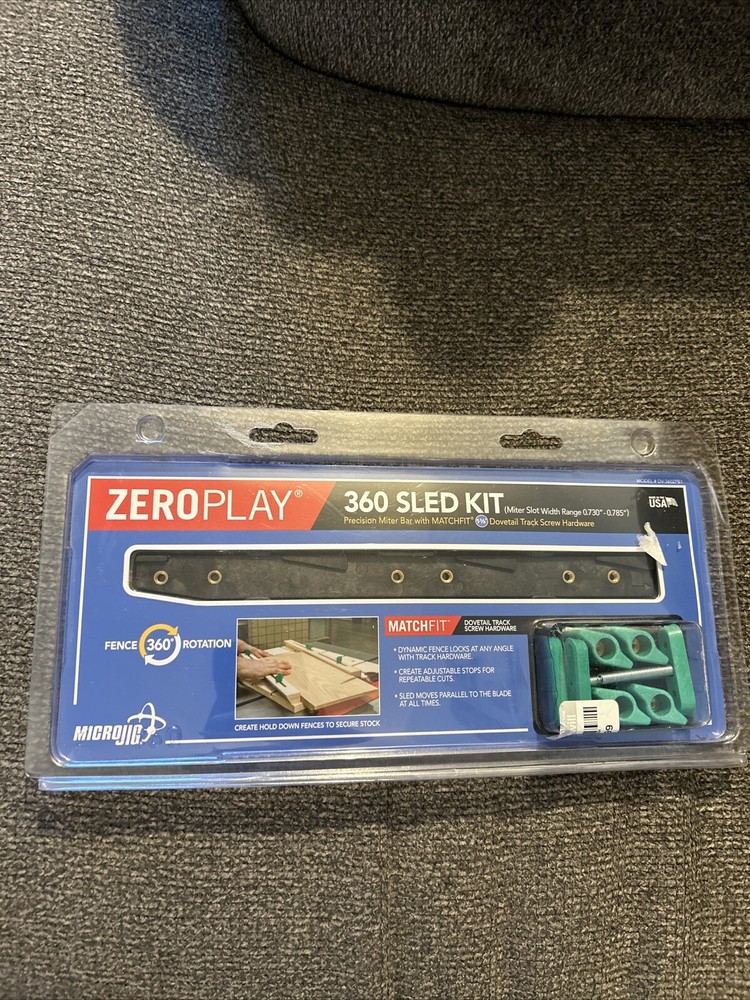 ZEROPLAY®
360 SLED KIT (Miter Slot Width Range 0.730" - 0.785")
Precision Miter Bar with MATCHFIT® Dovetail Track Screw Hardware
USA
FENCE 360° ROTATION
MATCHFIT™ DOVETAIL TRACK
SCREW HARDWARE
• DYNAMIC FENCE LOCKS AT ANY ANGLE
WITH TRACK HARDWARE.
• CREATE ADJUSTABLE STOPS FOR
REPEATABLE CUTS.
• SLED MOVES PARALLEL TO THE BLADE
AT ALL TIMES.
CREATE HOLD DOWN FENCES TO SECURE STOCK
MICROJIG